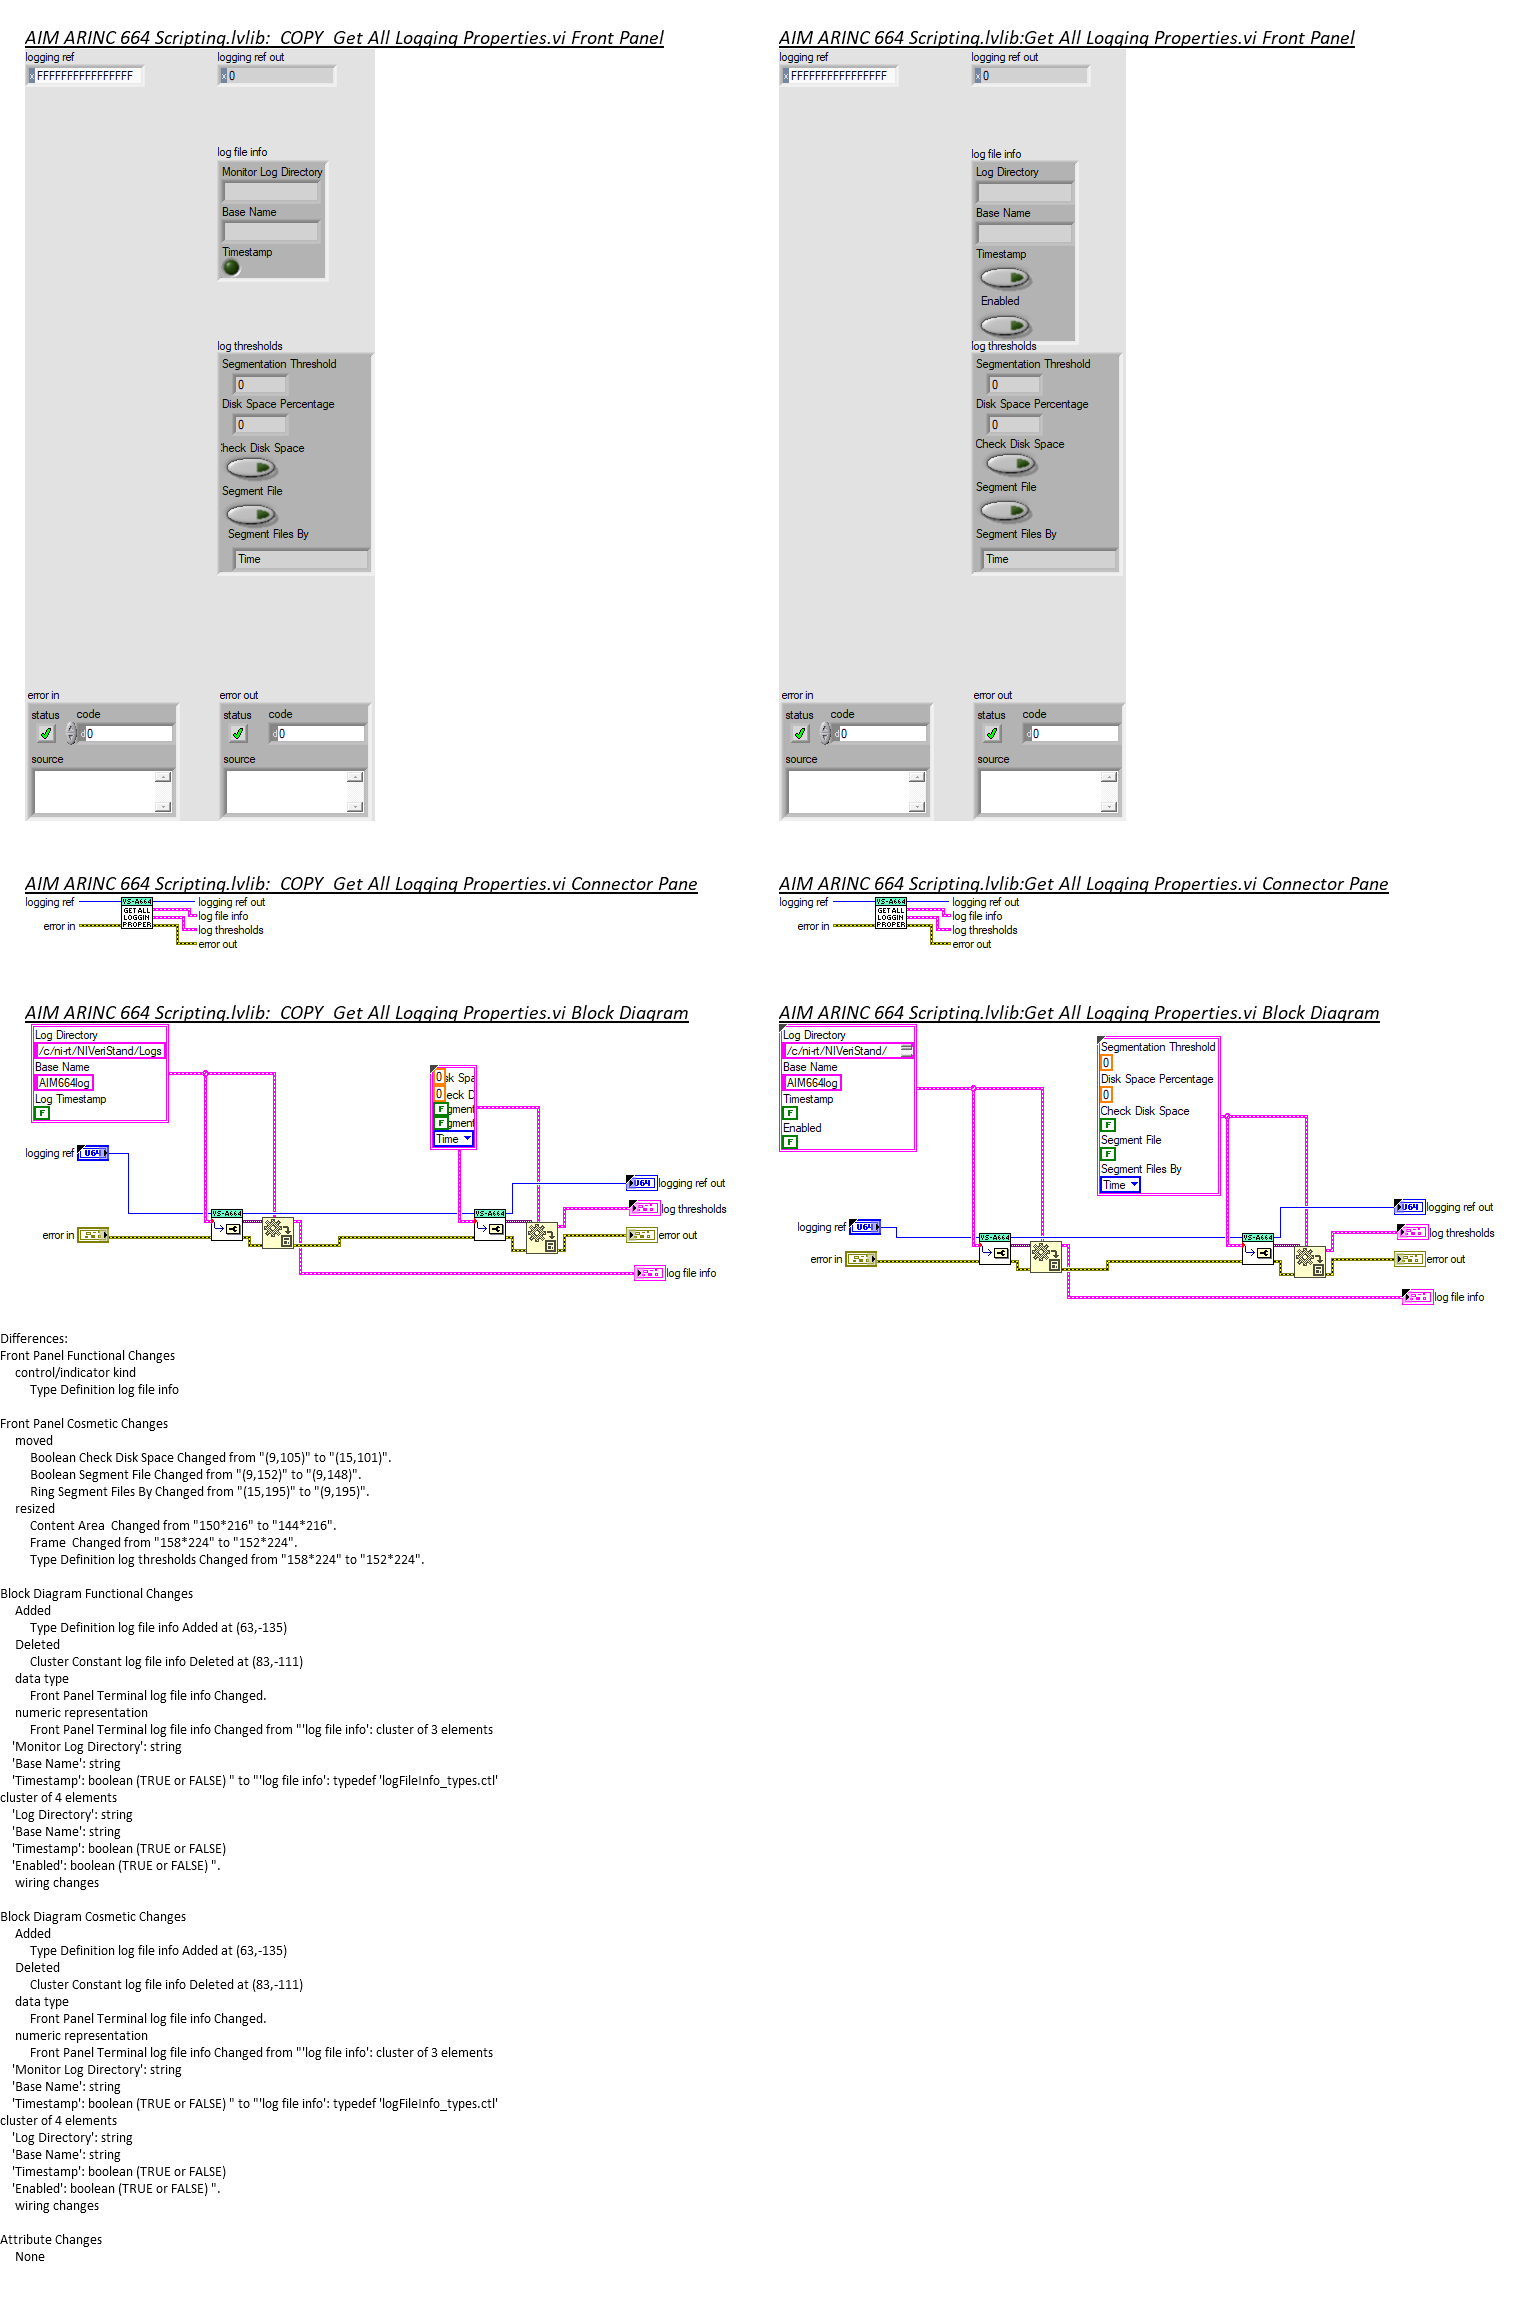 AIM ARINC 664 Scripting.lvlib:_COPY_Get All Logging Properties.vi Front Panel
logging ref
logging ref out
x FFFFFFFFFFFFFFFF
x 0
log file info
Monitor Log Directory
Base Name
Timestamp
log thresholds
Segmentation Threshold
0
Disk Space Percentage
0
Check Disk Space
Segment File
Segment Files By
Time
error in
error out
status code
status code
d 0
d 0
source
source
AIM ARINC 664 Scripting.lvlib:Get All Logging Properties.vi Front Panel
logging ref
logging ref out
x FFFFFFFFFFFFFFFF
x 0
log file info
Log Directory
Base Name
Timestamp
Enabled
log thresholds
Segmentation Threshold
0
Disk Space Percentage
0
Check Disk Space
Segment File
Segment Files By
Time
error in
error out
status code
status code
d 0
d 0
source
source
AIM ARINC 664 Scripting.lvlib:_COPY_Get All Logging Properties.vi Connector Pane
logging ref
error in
VS-A664
GET ALL
LOGGIN
PROPER
logging ref out
log file info
log thresholds
error out
AIM ARINC 664 Scripting.lvlib:Get All Logging Properties.vi Connector Pane
logging ref
error in
VS-A664
GET ALL
LOGGIN
PROPER
logging ref out
log file info
log thresholds
error out
AIM ARINC 664 Scripting.lvlib:_COPY_Get All Logging Properties.vi Block Diagram
Log Directory
/c/ni-rt/NIVeriStand/Logs
Base Name
AIM664log
Log Timestamp
F
0 sk Spa
0 eck D
F gment
F gment
Time
logging ref U64
error in
VS-A664
VS-A664
U64 logging ref out
log thresholds
error out
log file info
AIM ARINC 664 Scripting.lvlib:Get All Logging Properties.vi Block Diagram
Log Directory
/c/ni-rt/NIVeriStand/
Base Name
AIM664log
Timestamp
F
Enabled
F
Segmentation Threshold
0
Disk Space Percentage
0
Check Disk Space
F
Segment File
F
Segment Files By
Time
logging ref U64
error in
VS-A664
VS-A664
U64 logging ref out
log thresholds
error out
log file info
Differences:
Front Panel Functional Changes
control/indicator kind
Type Definition log file info
Front Panel Cosmetic Changes
moved
Boolean Check Disk Space Changed from "(9,105)" to "(15,101)".
Boolean Segment File Changed from "(9,152)" to "(9,148)".
Ring Segment Files By Changed from "(15,195)" to "(9,195)".
resized
Content Area  Changed from "150*216" to "144*216".
Frame  Changed from "158*224" to "152*224".
Type Definition log thresholds Changed from "158*224" to "152*224".
Block Diagram Functional Changes
Added
Type Definition log file info Added at (63,-135)
Deleted
Cluster Constant log file info Deleted at (83,-111)
data type
Front Panel Terminal log file info Changed.
numeric representation
Front Panel Terminal log file info Changed from "'log file info': cluster of 3 elements
'Monitor Log Directory': string
'Base Name': string
'Timestamp': boolean (TRUE or FALSE) " to "'log file info': typedef 'logFileInfo_types.ctl'
cluster of 4 elements
'Log Directory': string
'Base Name': string
'Timestamp': boolean (TRUE or FALSE)
'Enabled': boolean (TRUE or FALSE) ".
wiring changes
Block Diagram Cosmetic Changes
Added
Type Definition log file info Added at (63,-135)
Deleted
Cluster Constant log file info Deleted at (83,-111)
data type
Front Panel Terminal log file info Changed.
numeric representation
Front Panel Terminal log file info Changed from "'log file info': cluster of 3 elements
'Monitor Log Directory': string
'Base Name': string
'Timestamp': boolean (TRUE or FALSE) " to "'log file info': typedef 'logFileInfo_types.ctl'
cluster of 4 elements
'Log Directory': string
'Base Name': string
'Timestamp': boolean (TRUE or FALSE)
'Enabled': boolean (TRUE or FALSE) ".
wiring changes
Attribute Changes
None